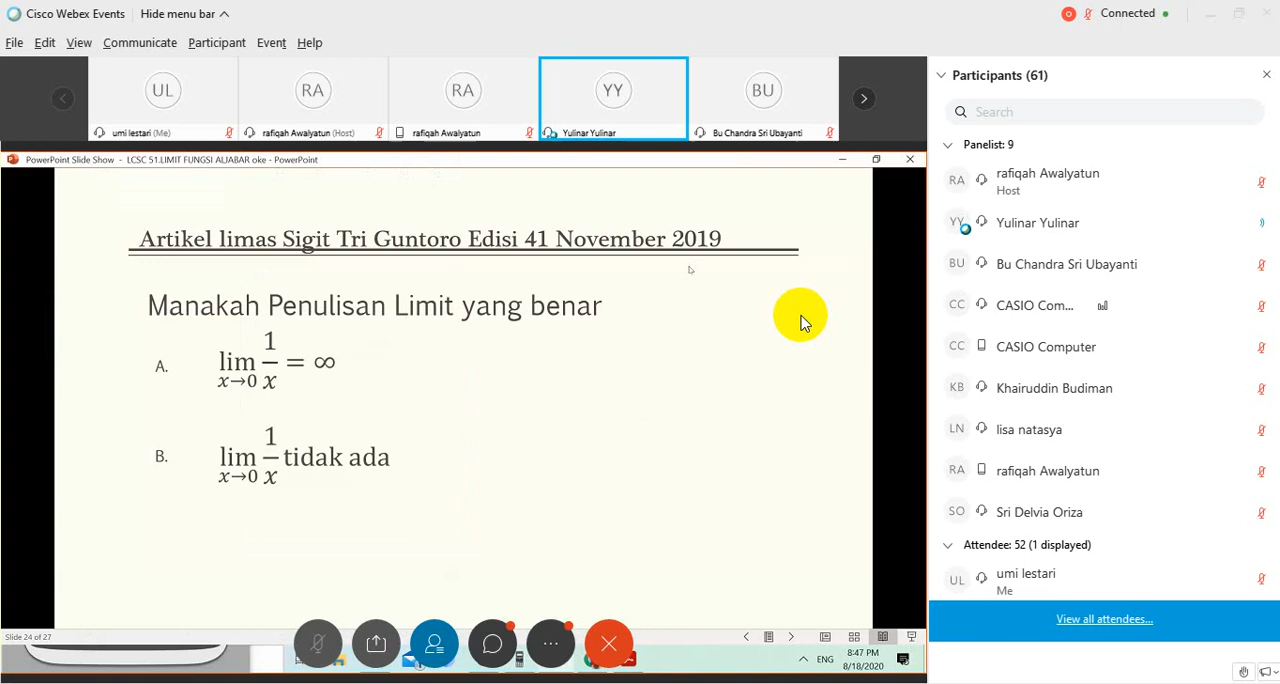 Cisco Webex Events Hide menu bar Connected
File Edit View Communicate Participant Event Help
UL RA RA YY BU
umi lestari (Me) rafiqah Awalyatun (Host) rafiqah Awalyatun Yulinar Yulinar Bu Chandra Sri Ubayanti
PowerPoint Slide Show - LCSC 51.LIMIT FUNGSI ALJABAR oke - PowerPoint
Artikel limas Sigit Tri Guntoro Edisi 41 November 2019
Manakah Penulisan Limit yang benar
A. lim x→0 1/x = ∞
B. lim x→0 1/x tidak ada
Slide 24 of 27
ENG
8:47 PM
8/18/2020
Participants (61)
Search
Panelist: 9
RA rafiqah Awalyatun
Host
YY Yulinar Yulinar
BU Bu Chandra Sri Ubayanti
CC CASIO Com...
CC CASIO Computer
KB Khairuddin Budiman
LN lisa natasya
RA rafiqah Awalyatun
SO Sri Delvia Oriza
Attendee: 52 (1 displayed)
UL umi lestari
Me
View all attendees...